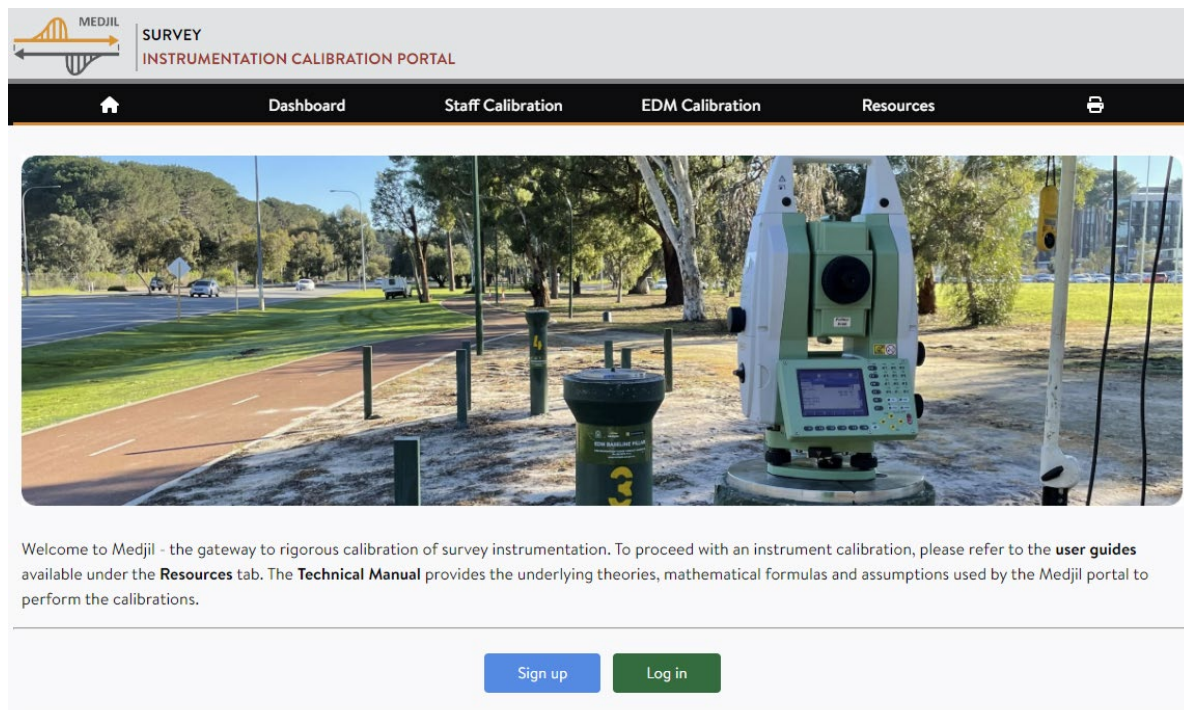 MEDJIL
SURVEY
INSTRUMENTATION CALIBRATION PORTAL
Dashboard Staff Calibration EDM Calibration Resources
4
EDM BASELINE PILLAR
3
Welcome to Medjil - the gateway to rigorous calibration of survey instrumentation. To proceed with an instrument calibration, please refer to the user guides
available under the Resources tab. The Technical Manual provides the underlying theories, mathematical formulas and assumptions used by the Medjil portal to
perform the calibrations.
Sign up Log in